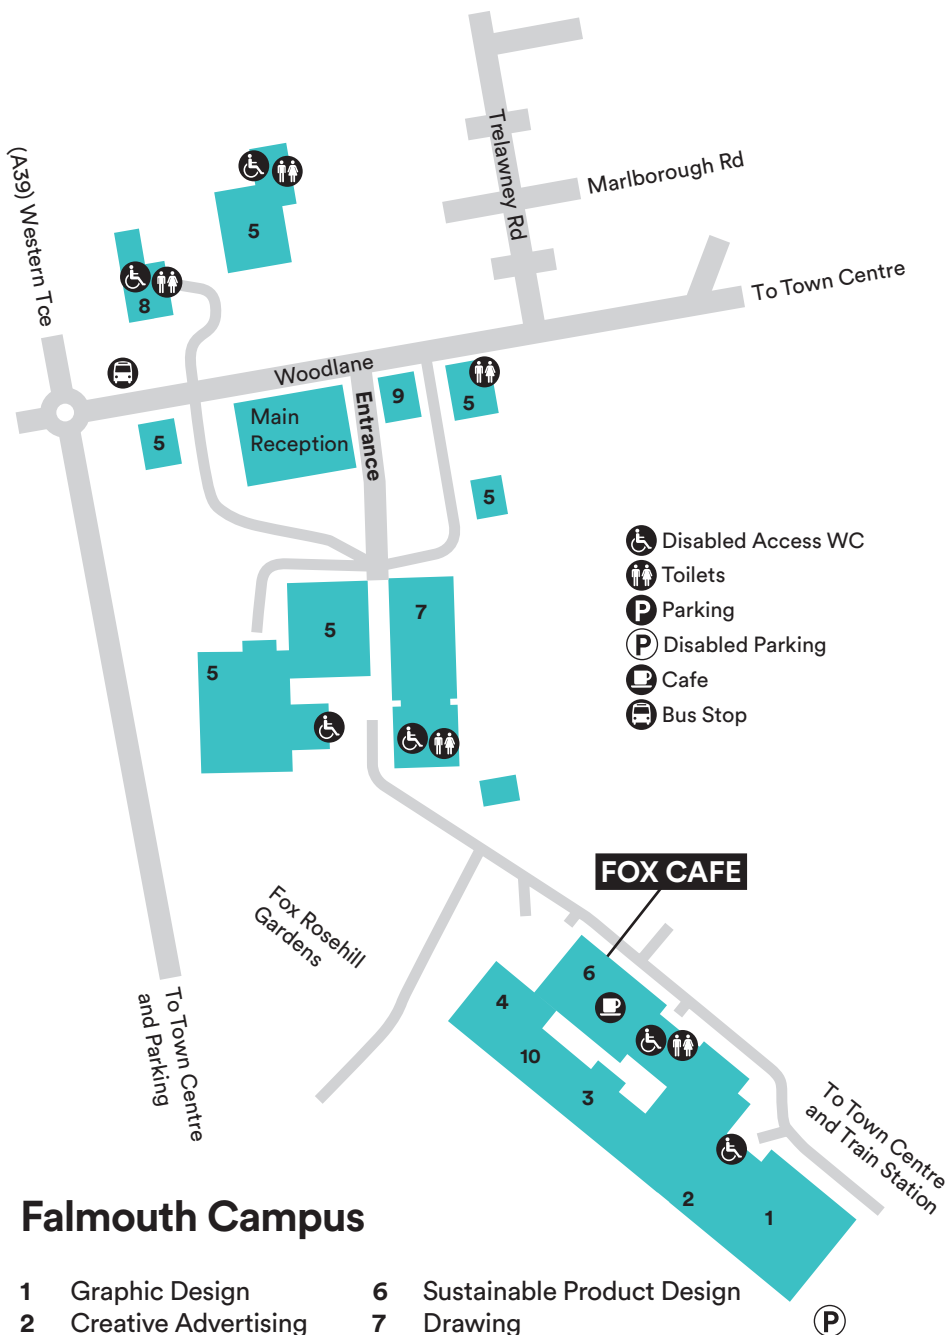 Trelawney Rd
Marlborough Rd
(A39) Western Tce
5
8
To Town Centre
Woodlane
Main
Reception
Entrance
9
5
5
5
Disabled Access WC
Toilets
P Parking
P Disabled Parking
Cafe
Bus Stop
5
7
5
FOX CAFE
Fox Rosehill
Gardens
6
4
10
3
To Town Centre
and Parking
To Town Centre
and Train Station
2
1
Falmouth Campus
1 Graphic Design
2 Creative Advertising
6 Sustainable Product Design
7 Drawing
P